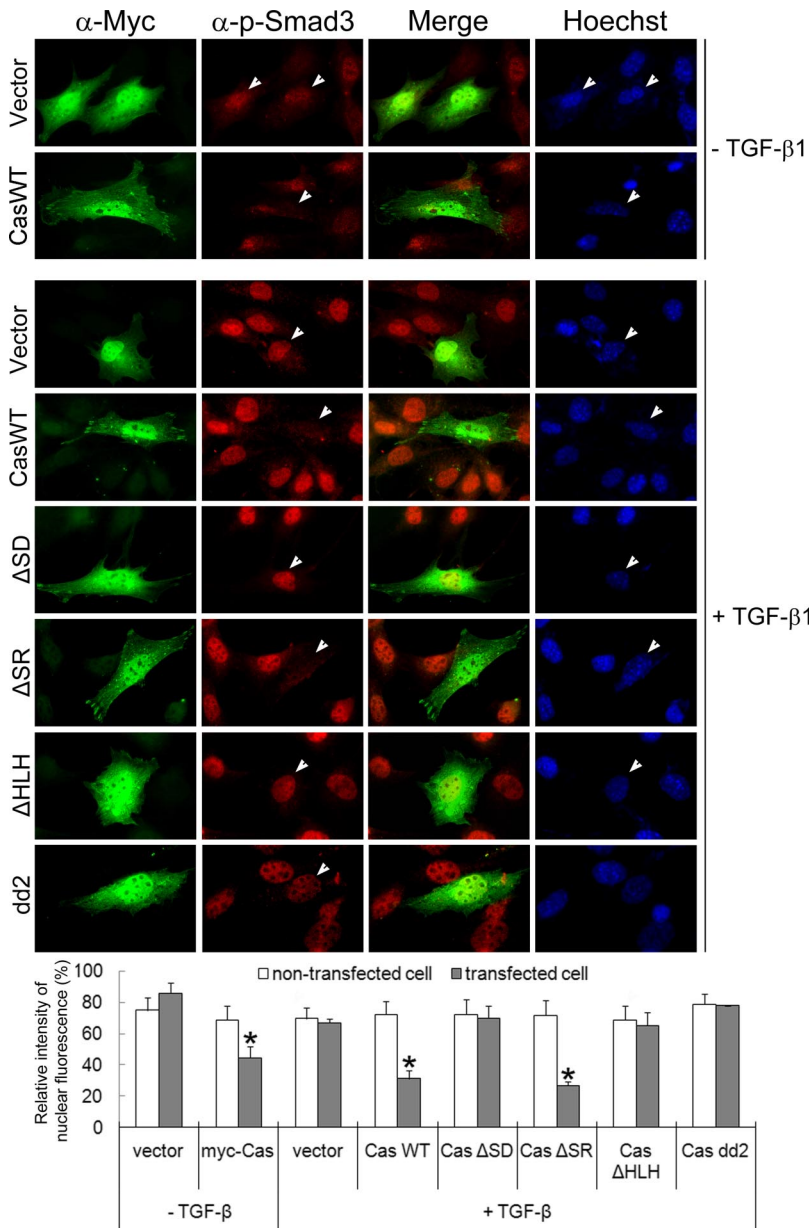 α-Myc α-p-Smad3 Merge Hoechst
Vector
CasWT
- TGF-β1
Vector
CasWT
ΔSD
ΔSR
ΔHLH
dd2
+ TGF-β1
Relative intensity of
nuclear fluorescence (%)
100
80
60
40
20
0
non-transfected cell transfected cell
* * *
vector myc-Cas vector Cas WT Cas ΔSD Cas ΔSR Cas Cas dd2
ΔHLH
- TGF-β + TGF-β